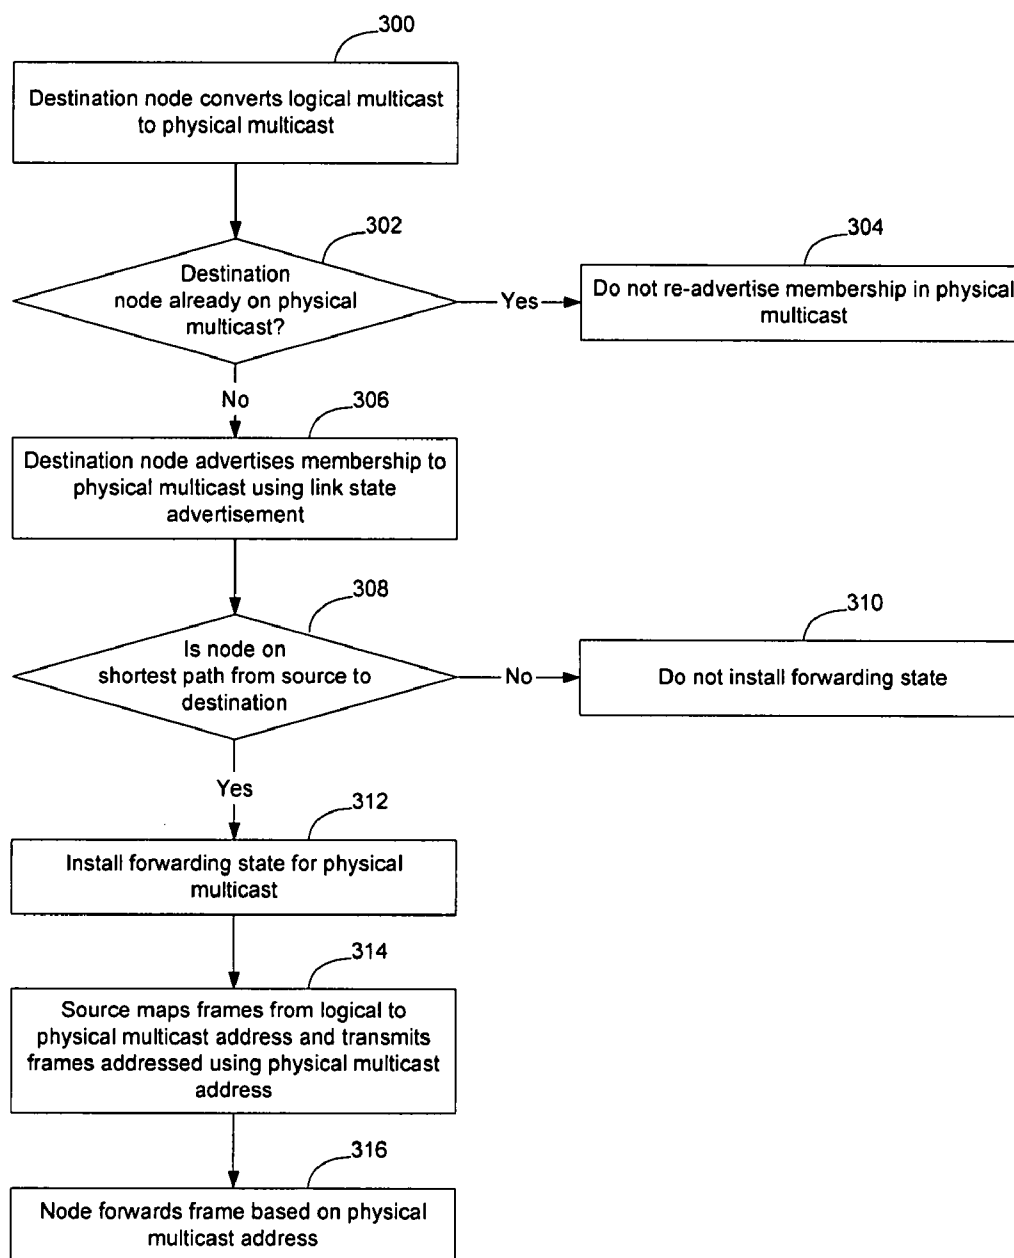 300
Destination node converts logical multicast
to physical multicast
302
Destination
node already on physical
multicast?
Yes
304
Do not re-advertise membership in physical
multicast
No
306
Destination node advertises membership to
physical multicast using link state
advertisement
308
Is node on
shortest path from source to
destination
No
310
Do not install forwarding state
Yes
312
Install forwarding state for physical
multicast
314
Source maps frames from logical to
physical multicast address and transmits
frames addressed using physical multicast
address
316
Node forwards frame based on physical
multicast address